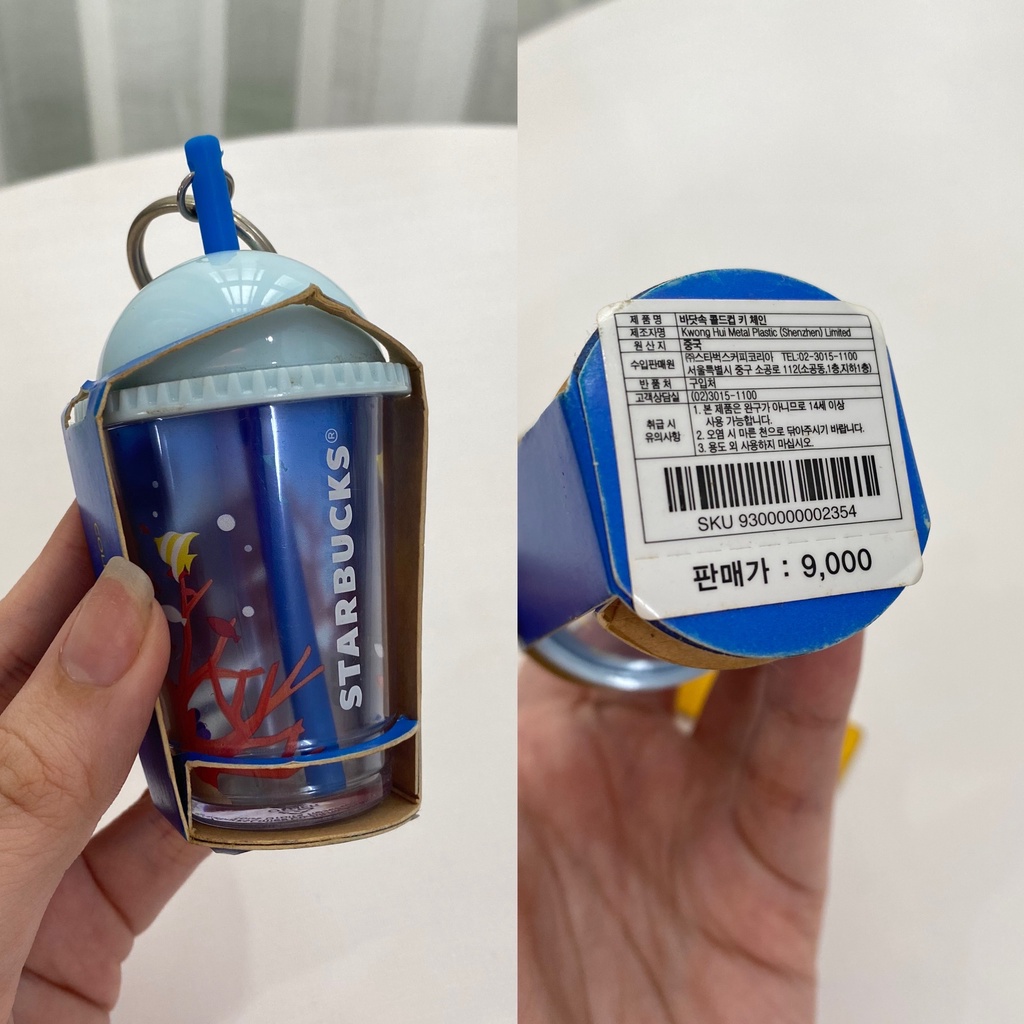 STARBUCKS®
제 품 명 바닷속 콜드컵 키 체인
제조자명 Kwong Hui Metal Plastic (Shenzhen) Limited
원 산 지 중국
수입판매원 ㈜스타벅스커피코리아 TEL:02-3015-1100
서울특별시 중구 소공로 112(소공동,1층,지하1층)
반 품 처 구입처
고객상담실 (02)3015-1100
취급 시 유의사항 1. 본 제품은 완구가 아니므로 14세 이상
사용 가능합니다.
2. 오염 시 마른 천으로 닦아주시기 바랍니다.
3. 용도 외 사용하지 마십시오.
SKU 9300000002354
판매가 : 9,000